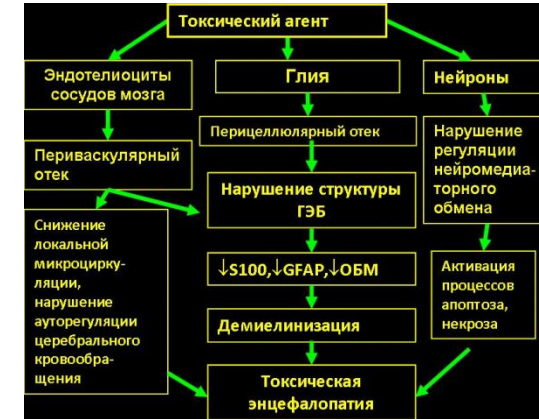 Токсический агент
Эндотелиоциты
сосудов мозга
Глия
Нейроны
Перицеллюлярный отек
Периваскулярный
отек
Нарушение
регуляции
нейромедиа-
торного
обмена
Нарушение структуры
ГЭБ
Снижение
локальной
микроцирку-
ляции,
нарушение
ауторегуляции
церебрального
кровообра-
щения
↓S100,↓GFAP,↓ОБМ
Активация
процессов
апоптоза,
некроза
Демиелинизация
Токсическая
энцефалопатия